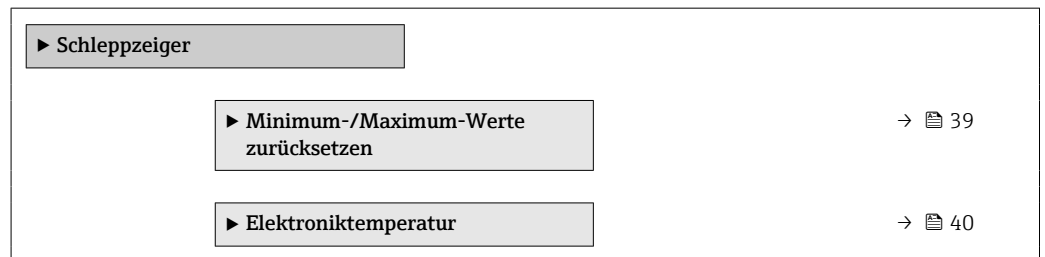 ▶ Schleppzeiger
▶ Minimum-/Maximum-Werte
zurücksetzen
→ 39
▶ Elektroniktemperatur
→ 40